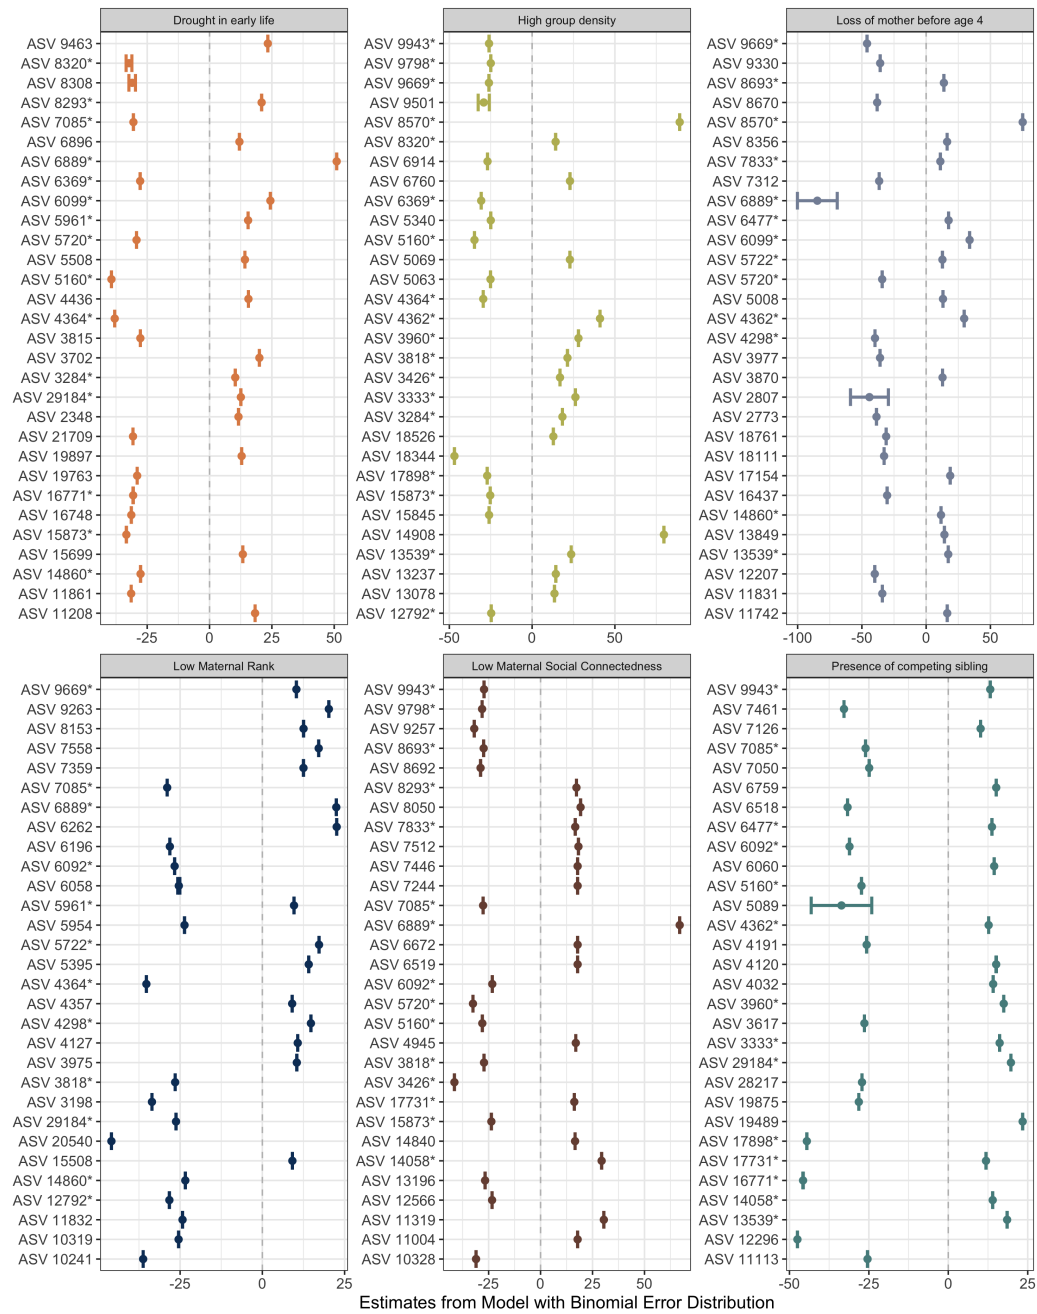 Drought in early life
ASV 9463
ASV 8320*
ASV 8308
ASV 8293*
ASV 7085*
ASV 6896
ASV 6889*
ASV 6369*
ASV 6099*
ASV 5961*
ASV 5720*
ASV 5508
ASV 5160*
ASV 4436
ASV 4364*
ASV 3815
ASV 3702
ASV 3284*
ASV 29184*
ASV 2348
ASV 21709
ASV 19897
ASV 19763
ASV 16771*
ASV 16748
ASV 15873*
ASV 15699
ASV 14860*
ASV 11861
ASV 11208
-25 0 25 50
High group density
ASV 9943*
ASV 9798*
ASV 9669*
ASV 9501
ASV 8570*
ASV 8320*
ASV 6914
ASV 6760
ASV 6369*
ASV 5340
ASV 5160*
ASV 5069
ASV 5063
ASV 4364*
ASV 4362*
ASV 3960*
ASV 3818*
ASV 3426*
ASV 3333*
ASV 3284*
ASV 18526
ASV 18344
ASV 17898*
ASV 15873*
ASV 15845
ASV 14908
ASV 13539*
ASV 13237
ASV 13078
ASV 12792*
-50 0 50
Loss of mother before age 4
ASV 9669*
ASV 9330
ASV 8693*
ASV 8670
ASV 8570*
ASV 8356
ASV 7833*
ASV 7312
ASV 6889*
ASV 6477*
ASV 6099*
ASV 5722*
ASV 5720*
ASV 5008
ASV 4362*
ASV 4298*
ASV 3977
ASV 3870
ASV 2807
ASV 2773
ASV 18761
ASV 18111
ASV 17154
ASV 16437
ASV 14860*
ASV 13849
ASV 13539*
ASV 12207
ASV 11831
ASV 11742
-100 -50 0 50
Low Maternal Rank
ASV 9669*
ASV 9263
ASV 8153
ASV 7558
ASV 7359
ASV 7085*
ASV 6889*
ASV 6262
ASV 6196
ASV 6092*
ASV 6058
ASV 5961*
ASV 5954
ASV 5722*
ASV 5395
ASV 4364*
ASV 4357
ASV 4298*
ASV 4127
ASV 3975
ASV 3818*
ASV 3198
ASV 29184*
ASV 20540
ASV 15508
ASV 14860*
ASV 12792*
ASV 11832
ASV 10319
ASV 10241
-25 0 25
Low Maternal Social Connectedness
ASV 9943*
ASV 9798*
ASV 9257
ASV 8693*
ASV 8692
ASV 8293*
ASV 8050
ASV 7833*
ASV 7512
ASV 7446
ASV 7244
ASV 7085*
ASV 6889*
ASV 6672
ASV 6519
ASV 6092*
ASV 5720*
ASV 5160*
ASV 4945
ASV 3818*
ASV 3426*
ASV 17731*
ASV 15873*
ASV 14840
ASV 14058*
ASV 13196
ASV 12566
ASV 11319
ASV 11004
ASV 10328
-25 0 25 50
Presence of competing sibling
ASV 9943*
ASV 7461
ASV 7126
ASV 7085*
ASV 7050
ASV 6759
ASV 6518
ASV 6477*
ASV 6092*
ASV 6060
ASV 5160*
ASV 5089
ASV 4362*
ASV 4191
ASV 4120
ASV 4032
ASV 3960*
ASV 3617
ASV 3333*
ASV 29184*
ASV 28217
ASV 19875
ASV 19489
ASV 17898*
ASV 17731*
ASV 16771*
ASV 14058*
ASV 13539*
ASV 12296
ASV 11113
-50 -25 0 25
Estimates from Model with Binomial Error Distribution